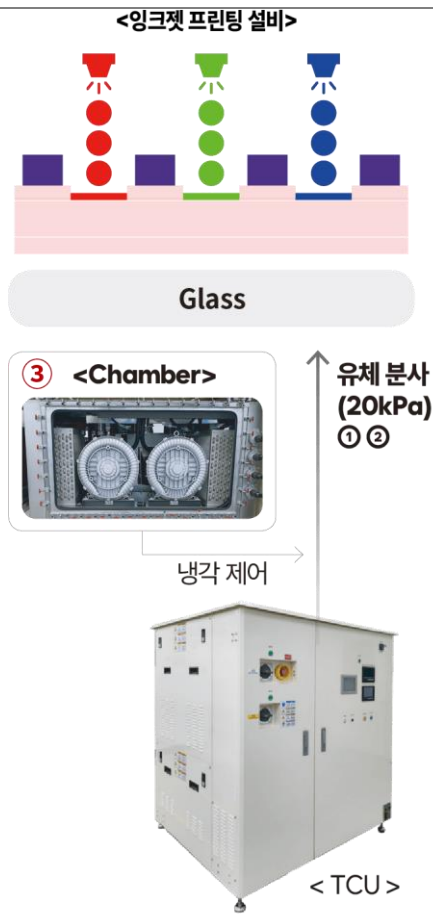 <잉크젯 프린팅 설비>
Glass
③ <Chamber>
유체 분사
(20kPa)
① ②
냉각 제어
< TCU >